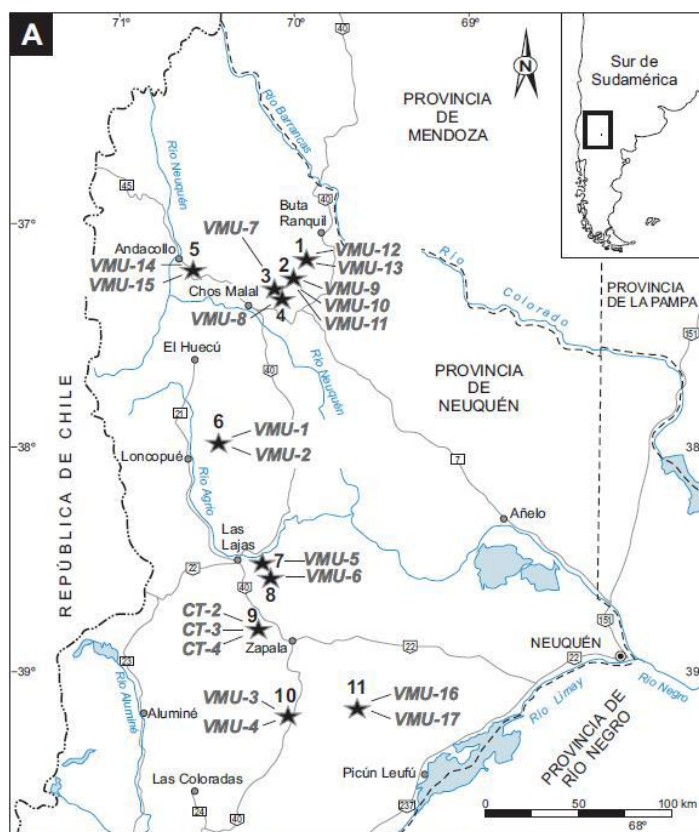 A
71°
70°
69°
40
N
Sur de
Sudamérica
PROVINCIA
DE
MENDOZA
Río Barrancas
Río Neuquén
45
40
37°
Buta
Ranquil
VMU-7
Andacollo
5
1
VMU-12
VMU-13
VMU-14
VMU-15
3
2
VMU-9
Chos Malal
VMU-10
VMU-8
4
VMU-11
Río
Colorado
PROVINCIA
DE LA PAMPA
151
El Huecú
Río Neuquén
40
PROVINCIA
DE
NEUQUÉN
REPÚBLICA DE CHILE
21
6
VMU-1
VMU-2
38°
38
Loncopué
Río Agrio
7
Añelo
Las
Lajas
22
7
VMU-5
VMU-6
40
8
CT-2
CT-3
CT-4
9
Zapala
22
151
NEUQUÉN
22
39°
39
23
Río Aluminé
Río Limay
Río Negro
Aluminé
VMU-3
VMU-4
10
11
VMU-16
VMU-17
PROVINCIA DE
RÍO NEGRO
Picún Leufú
Las Coloradas
24
40
237
0
50
100 km
68°